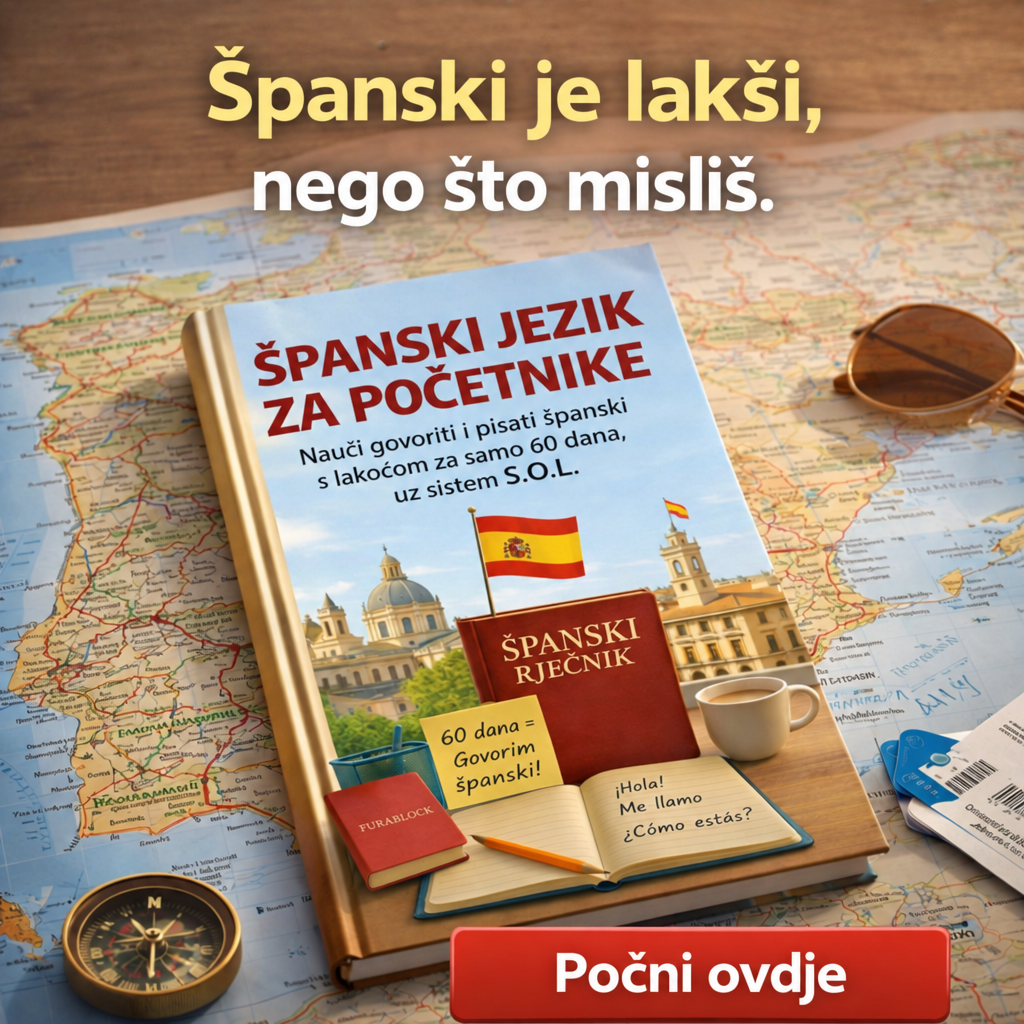 Španski je lakši,
nego što misliš.
ŠPANSKI JEZIK
ZA POČETNIKE
Nauči govoriti i pisati španski
s lakoćom za samo 60 dana,
uz sistem S.O.L.
ŠPANSKI
RJEČNIK
60 dana =
Govorim
španski!
FURABLOCK
¡Hola!
Me llamo
¿Cómo estás?
Počni ovdje